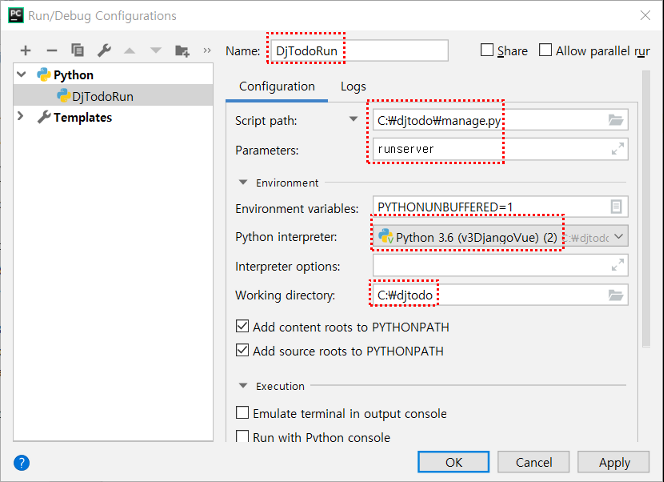 PC Run/Debug Configurations
Name: DjTodoRun Share Allow parallel rur
Python
DjTodoRun
Templates
Configuration Logs
Script path: C:₩djtodo₩manage.py
Parameters: runserver
Environment
Environment variables: PYTHONUNBUFFERED=1
Python interpreter: Python 3.6 (v3DjangoVue) (2) C:₩djtodo
Interpreter options:
Working directory: C:₩djtodo
Add content roots to PYTHONPATH
Add source roots to PYTHONPATH
Execution
Emulate terminal in output console
Run with Python console
? OK Cancel Apply